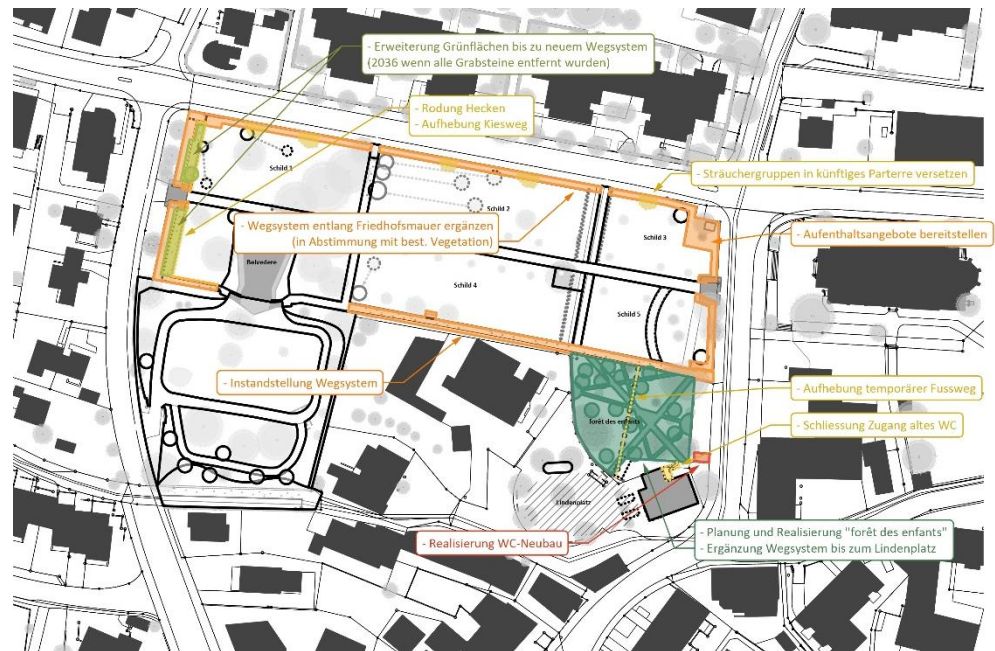 - Erweiterung Grünflächen bis zu neuem Wegsystem
(2036 wenn alle Grabsteine entfernt wurden)
- Rodung Hecken
- Aufhebung Kiesweg
- Sträuchergruppen in künftiges Parterre versetzen
Schild 1
Schild 2
- Wegsystem entlang Friedhofsmauer ergänzen
(in Abstimmung mit best. Vegetation)
Schild 3
- Aufenthaltsangebote bereitstellen
Belvedere
Schild 4
Schild 5
- Instandstellung Wegsystem
- Aufhebung temporärer Fussweg
forêt des enfants
- Schliessung Zugang altes WC
Lindenplatz
- Realisierung WC-Neubau
- Planung und Realisierung "forêt des enfants"
- Ergänzung Wegsystem bis zum Lindenplatz